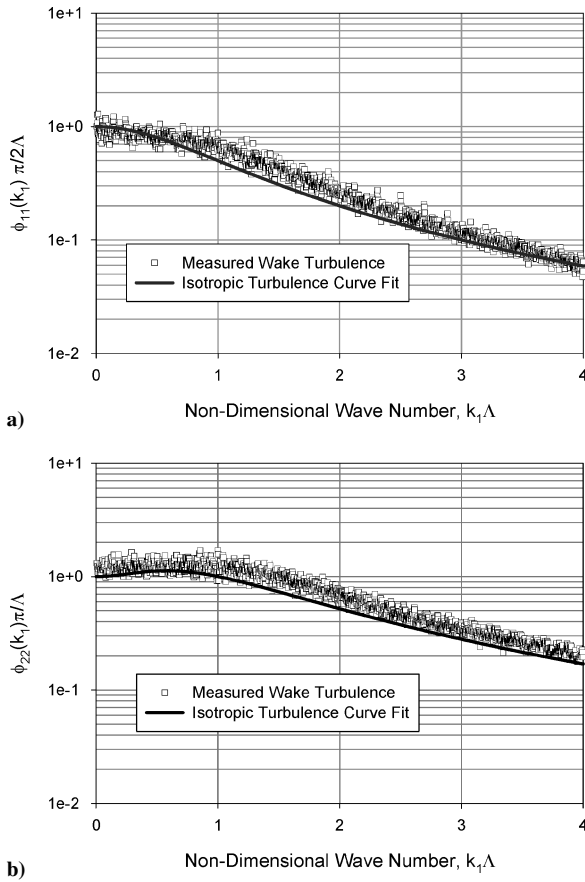 1e+1
1e+0
1e-1
1e-2
ϕ11(k1) π/2Λ
Measured Wake Turbulence
Isotropic Turbulence Curve Fit
0 1 2 3 4
Non-Dimensional Wave Number, k1Λ
a)
1e+1
1e+0
1e-1
1e-2
ϕ22(k1)π/Λ
Measured Wake Turbulence
Isotropic Turbulence Curve Fit
0 1 2 3 4
Non-Dimensional Wave Number, k1Λ
b)